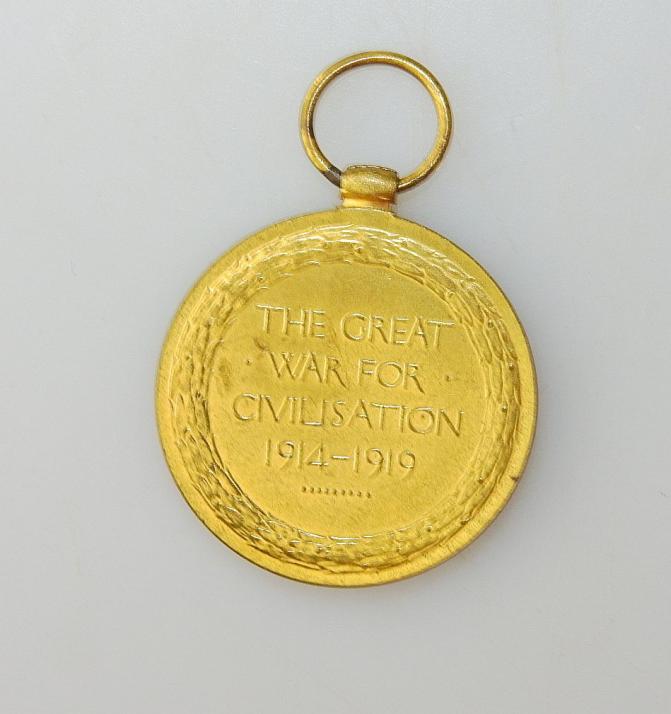 THE GREAT
· WAR FOR ·
CIVILISATION
1914-1919